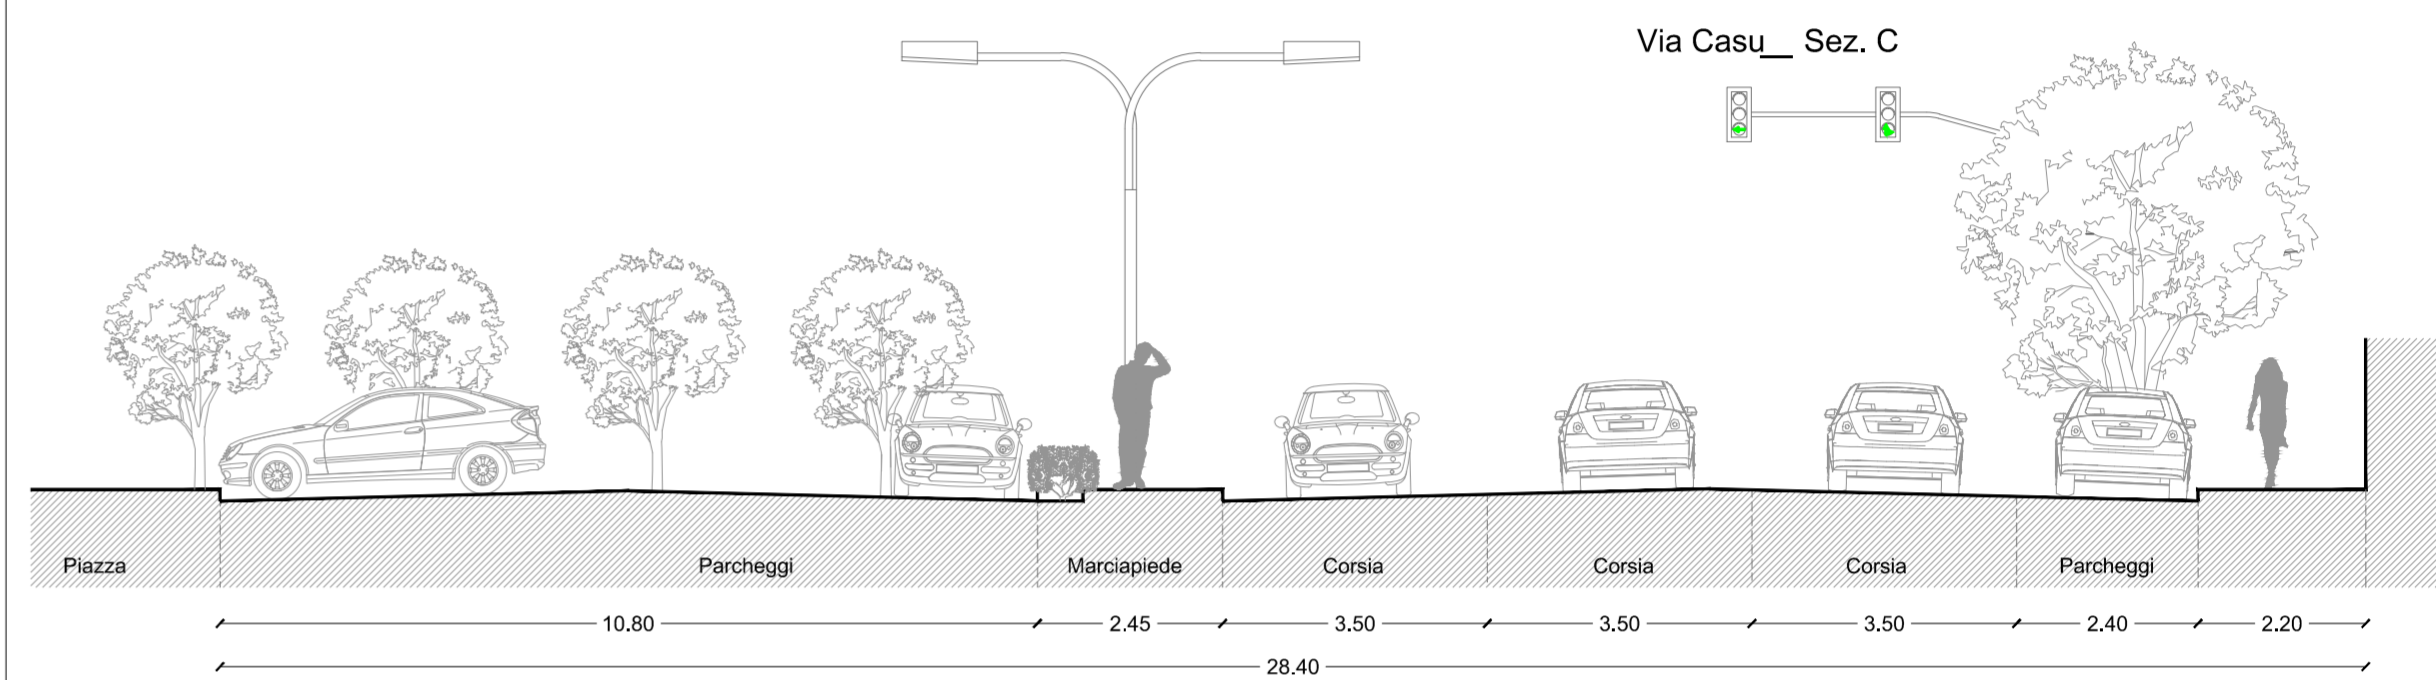 Via Casu__ Sez. C
Piazza Parcheggi Marciapiede Corsia Corsia Corsia Parcheggi
10.80 2.45 3.50 3.50 3.50 2.40 2.20
28.40